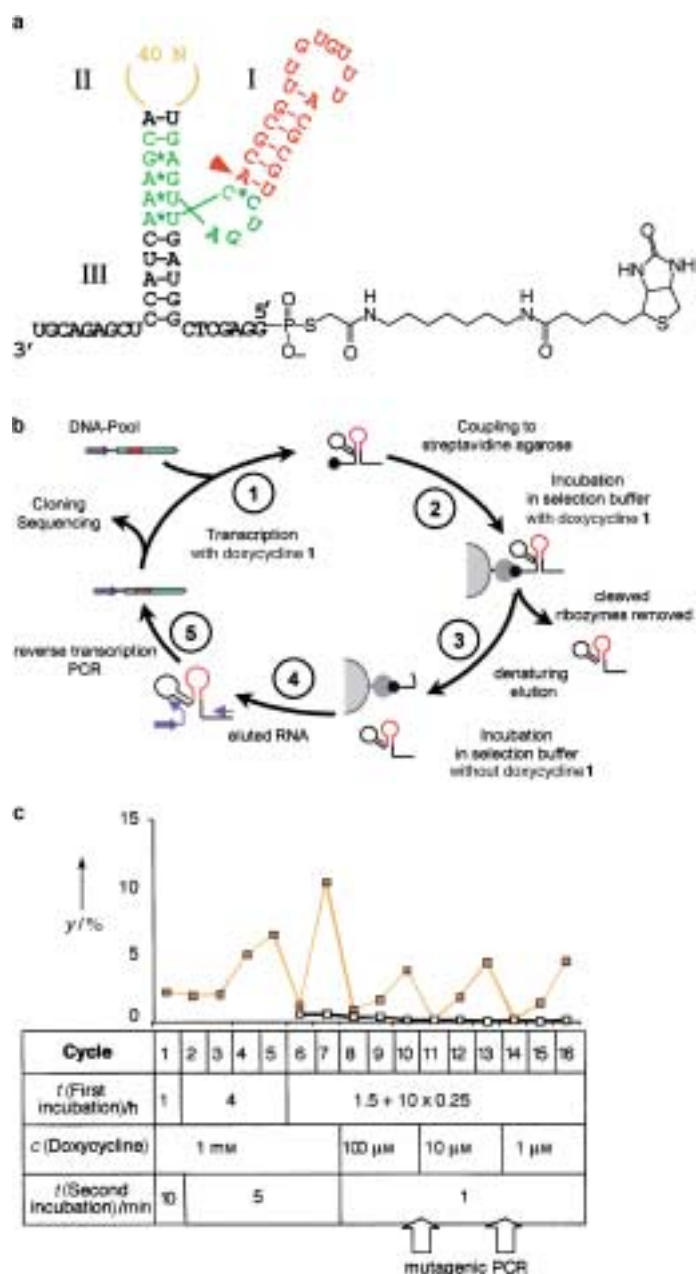 a
40 N
II
I
III
UGCAGAGCU
CUCGAGG
5'
3'
O
P
S
O
H
N
O
H
N
O
O
HN
NH
S
b
DNA-Pool
Cloning
Sequencing
1
Transcription
with doxycycline 1
Coupling to
streptavidine agarose
2
Incubation
in selection buffer
with doxycycline 1
cleaved
ribozymes removed
3
denaturing
elution
Incubation
in selection buffer
without doxycycline 1
4
eluted RNA
5
reverse transcription
PCR
c
15
10
5
0
y / %
Cycle 1 2 3 4 5 6 7 8 9 10 11 12 13 14 15 16
t (First
incubation)/h 1 4 1.5 + 10 x 0.25
c (Doxycycline) 1 mM 100 μM 10 μM 1 μM
t (Second
incubation)/min 10 5 1
mutagenic PCR